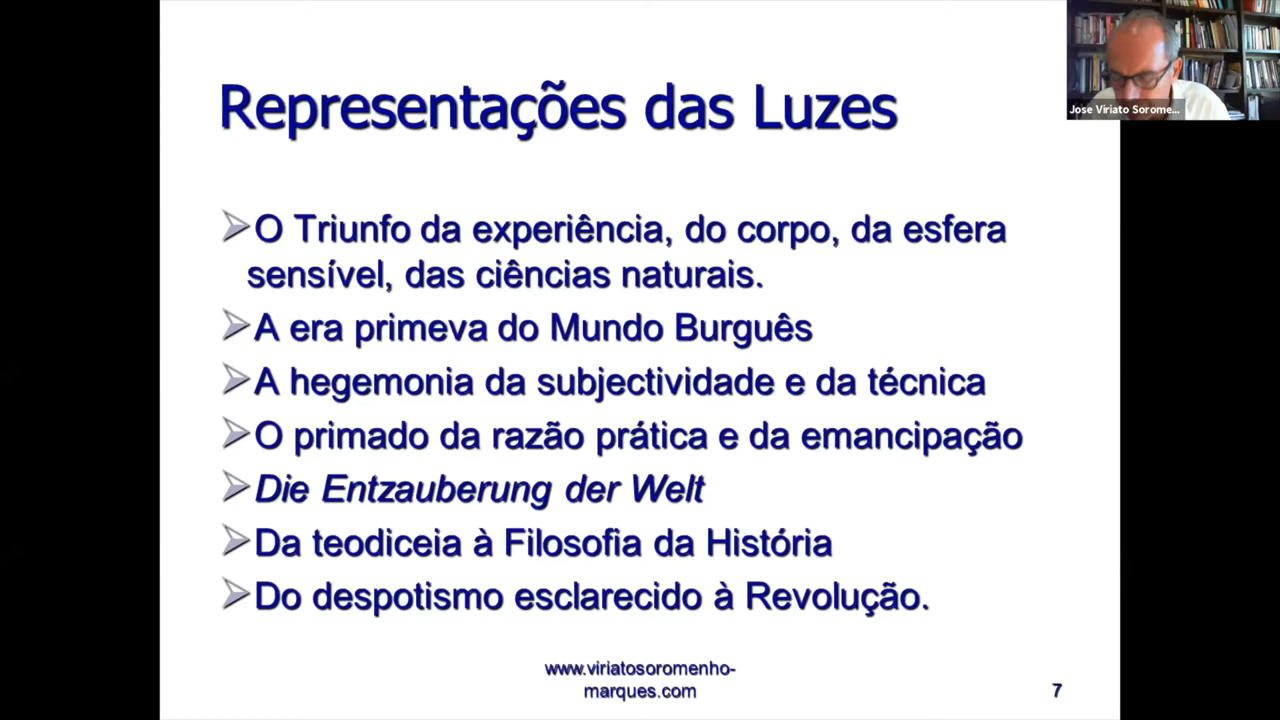 Jose Viriato Sorome...
Representações das Luzes
O Triunfo da experiência, do corpo, da esfera
sensível, das ciências naturais.
A era primeva do Mundo Burguês
A hegemonia da subjectividade e da técnica
O primado da razão prática e da emancipação
Die Entzauberung der Welt
Da teodiceia à Filosofia da História
Do despotismo esclarecido à Revolução.
www.viriatosoromenho-
marques.com
7